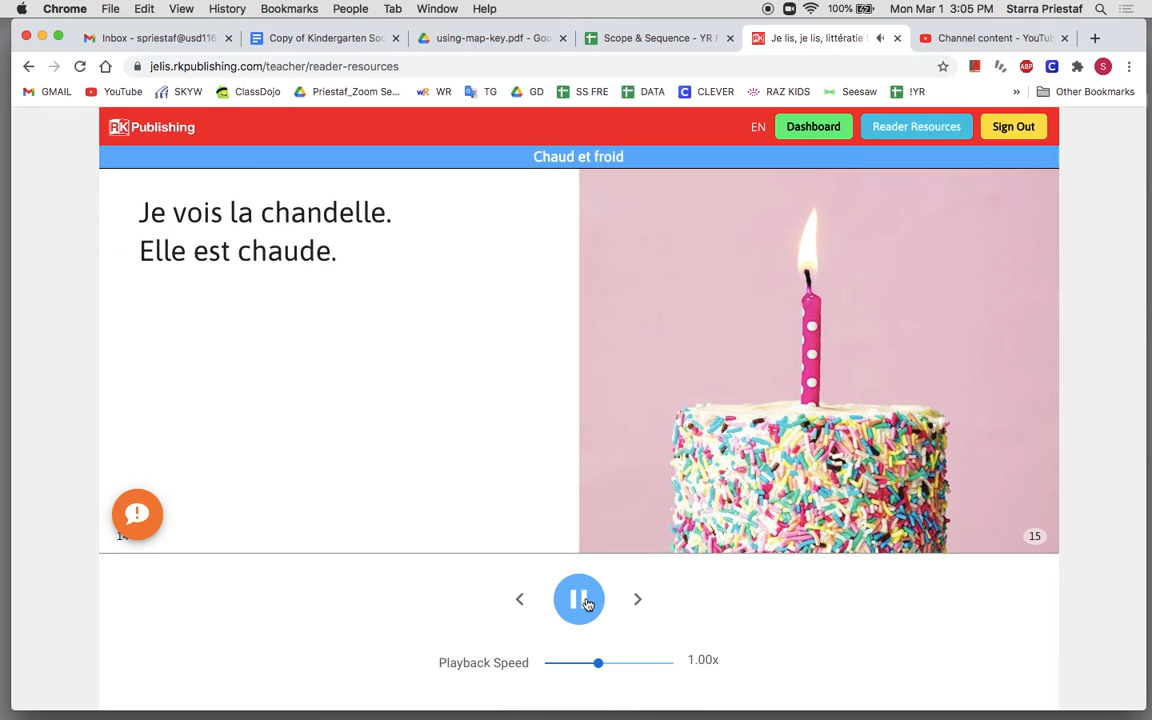 Chrome File Edit View History Bookmarks People Tab Window Help 100% Mon Mar 1 3:05 PM Starra Priestaf
Inbox - spriestaf@usd116. Copy of Kindergarten Soc using-map-key.pdf - Goo Scope & Sequence - YR F Je lis, je lis, littératie Channel content - YouTub
jelis.rkpublishing.com/teacher/reader-resources ABP C S
GMAIL YouTube SKYW ClassDojo Priestaf_Zoom Se... WR TG GD SS FRE DATA CLEVER RAZ KIDS Seesaw !YR » Other Bookmarks
RK Publishing EN Dashboard Reader Resources Sign Out
Chaud et froid
Je vois la chandelle.
Elle est chaude.
15
Playback Speed 1.00x